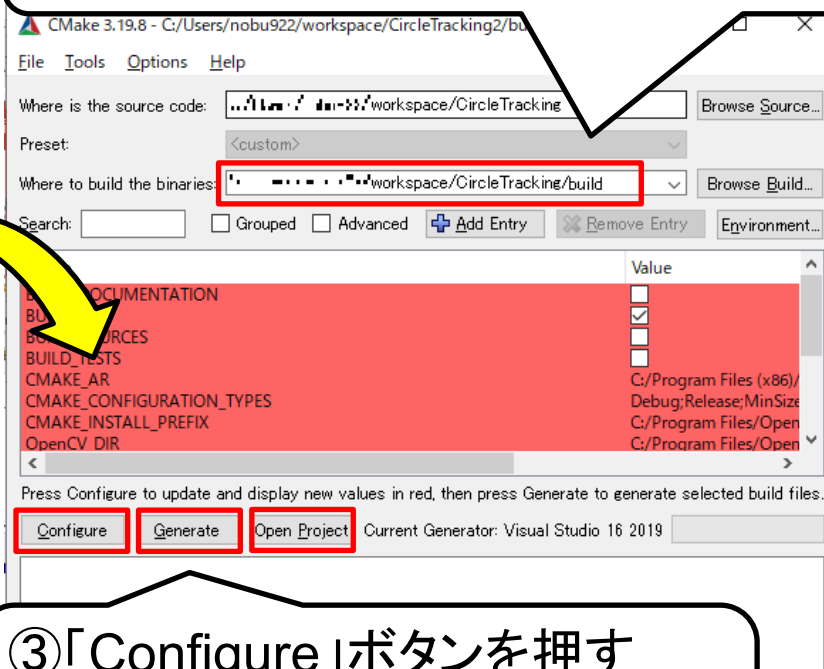 CMake 3.19.8 - C:/Users/nobu922/workspace/CircleTracking2/bu
File Tools Options Help
Where is the source code: /workspace/CircleTracking Browse Source...
Preset: <custom>
Where to build the binaries: workspace/CircleTracking/build Browse Build...
Search: Grouped Advanced Add Entry Remove Entry Environment...
Value
OCUMENTATION
BU
BU RCES
BUILD_TESTS
CMAKE_AR C:/Program Files (x86)/
CMAKE_CONFIGURATION_TYPES Debug;Release;MinSize
CMAKE_INSTALL_PREFIX C:/Program Files/Open
OpenCV_DIR C:/Program Files/Open
Press Configure to update and display new values in red, then press Generate to generate selected build files.
Configure Generate Open Project Current Generator: Visual Studio 16 2019
③「Configure」ボタンを押す